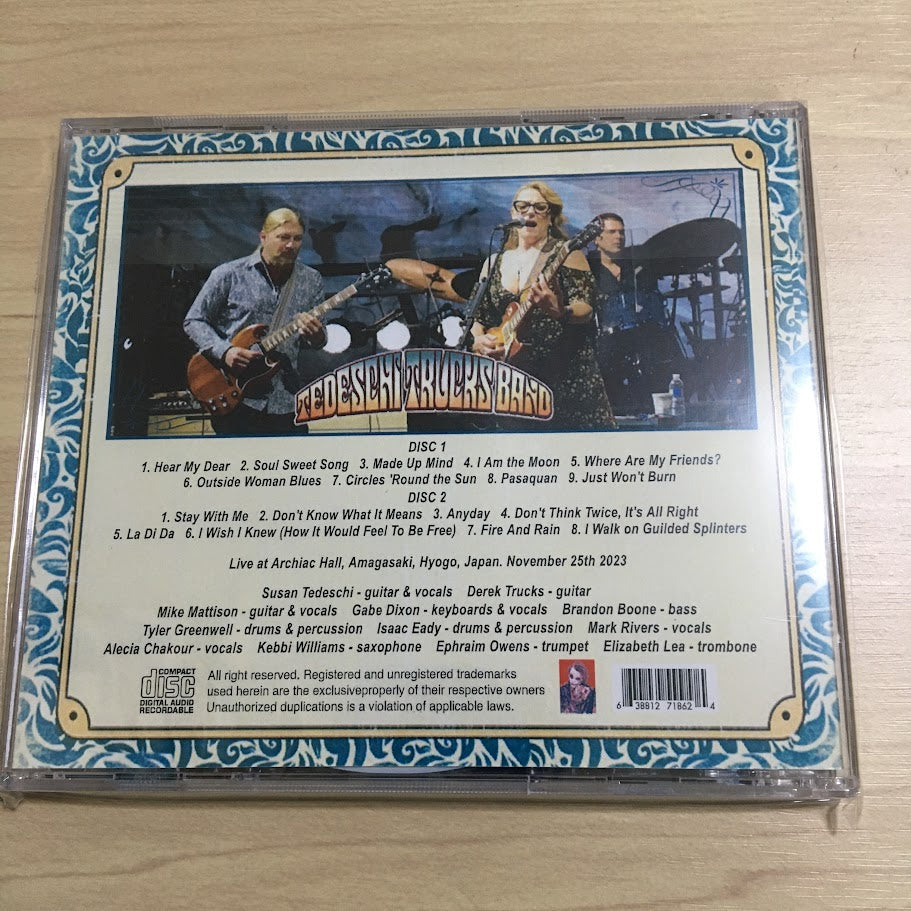 TEDESCHI TRUCKS BAND
DISC 1
1. Hear My Dear 2. Soul Sweet Song 3. Made Up Mind 4. I Am the Moon 5. Where Are My Friends?
6. Outside Woman Blues 7. Circles 'Round the Sun 8. Pasaquan 9. Just Won't Burn
DISC 2
1. Stay With Me 2. Don't Know What It Means 3. Anyday 4. Don't Think Twice, It's All Right
5. La Di Da 6. I Wish I Knew (How It Would Feel To Be Free) 7. Fire And Rain 8. I Walk on Guilded Splinters
Live at Archiac Hall, Amagasaki, Hyogo, Japan. November 25th 2023
Susan Tedeschi - guitar & vocals Derek Trucks - guitar
Mike Mattison - guitar & vocals Gabe Dixon - keyboards & vocals Brandon Boone - bass
Tyler Greenwell - drums & percussion Isaac Eady - drums & percussion Mark Rivers - vocals
Alecia Chakour - vocals Kebbi Williams - saxophone Ephraim Owens - trumpet Elizabeth Lea - trombone
COMPACT
disc
DIGITAL AUDIO
RECORDABLE
All right reserved. Registered and unregistered trademarks
used herein are the exclusiveproperly of their respective owners
Unauthorized duplications is a violation of applicable laws.
6 38812 71862 4